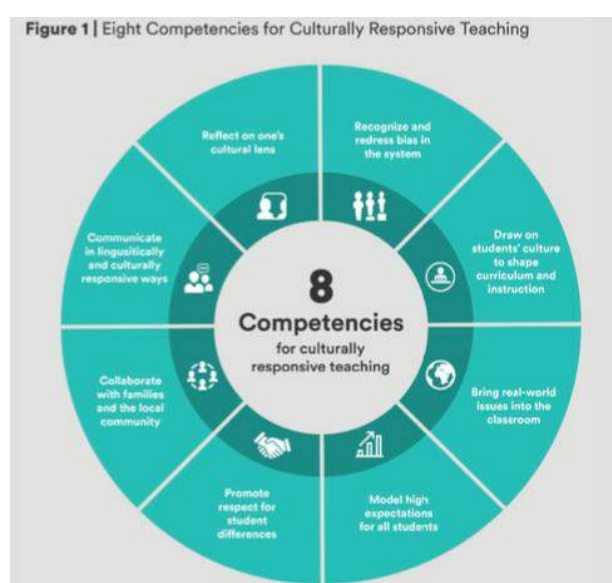 Figure 1 | Eight Competencies for Culturally Responsive Teaching
Reflect on one's
cultural lens
Recognize and
redress bias in
the system
Draw on
students' culture
to shape
curriculum and
instruction
Bring real-world
issues into the
classroom
Model high
expectations
for all students
Promote
respect for
student
differences
Collaborate
with families
and the local
community
Communicate
in lingusitically
and culturally
responsive ways
8
Competencies
for culturally
responsive teaching